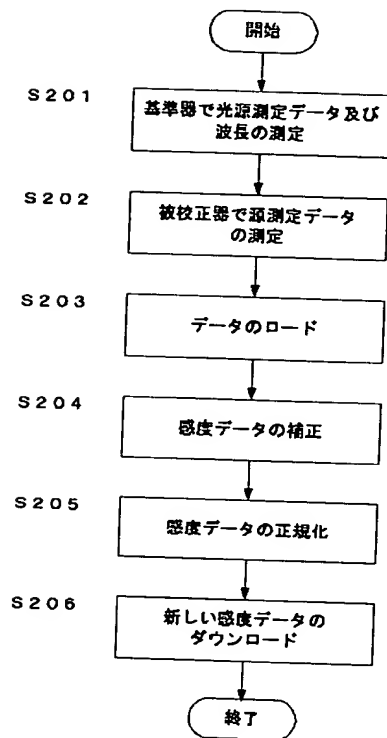 開始
S201
基準器で光源測定データ及び
波長の測定
S202
被校正器で源測定データ
の測定
S203
データのロード
S204
感度データの補正
S205
感度データの正規化
S206
新しい感度データの
ダウンロード
終了